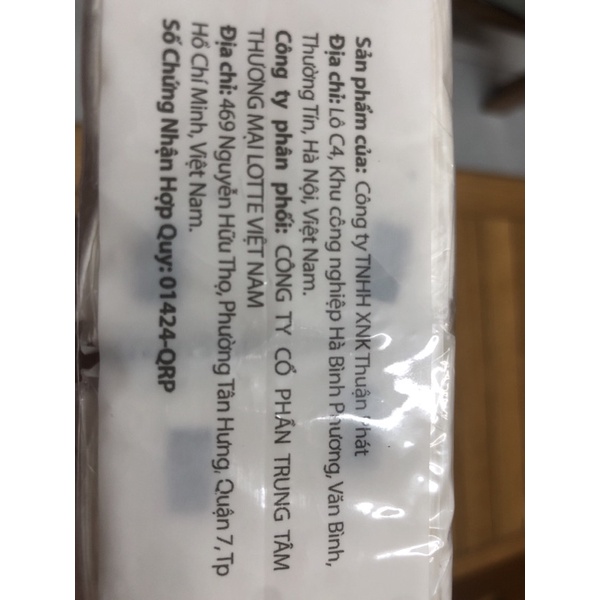 Sản phẩm của: Công ty TNHH XNK Thuận Phát
Địa chỉ: Lô C4, Khu công nghiệp Hà Bình Phương, Văn Bình,
Thường Tín, Hà Nội, Việt Nam.
Công ty phân phối: CÔNG TY CỔ PHẦN TRUNG TÂM
THƯƠNG MẠI LOTTE VIỆT NAM
Địa chỉ: 469 Nguyễn Hữu Thọ, Phường Tân Hưng, Quận 7, Tp
Hồ Chí Minh, Việt Nam.
Số Chứng Nhận Hợp Quy: 01424-QRP